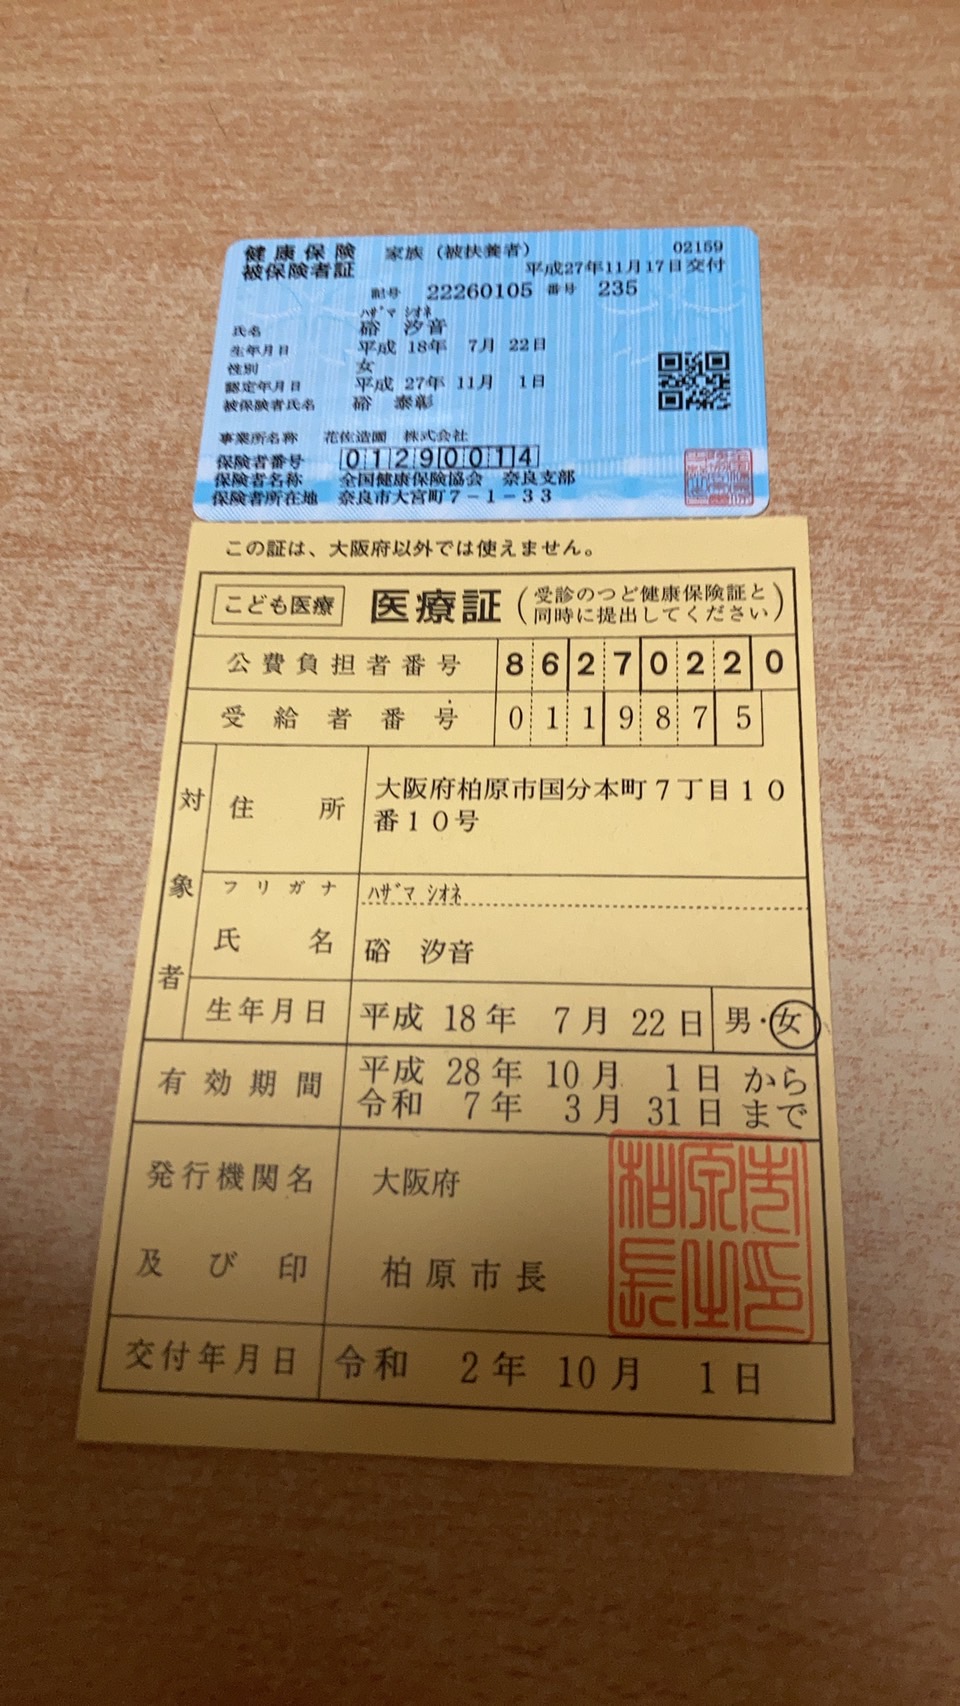 健康保険 家族（被扶養者） 02159
被保険者証 平成27年11月17日交付
記号 22260105 番号 235
ﾊｻﾞﾏ ｼｵﾈ
氏名 硲 汐音
生年月日 平成 18年 7月 22日
性別 女
認定年月日 平成 27年 11月 1日
被保険者氏名 硲 泰彰
事業所名称 花佐造園 株式会社
保険者番号 01290014
保険者名称 全国健康保険協会 奈良支部
保険者所在地 奈良市大宮町7-1-33
この証は、大阪府以外では使えません。
こども医療 医療証 （受診のつど健康保険証と
同時に提出してください）
公費負担者番号 86270220
受給者番号 0119875
対象者
住所 大阪府柏原市国分本町7丁目10
番10号
フリガナ ﾊｻﾞﾏ ｼｵﾈ
氏名 硲 汐音
生年月日 平成 18年 7月 22日 男・女
有効期間 平成 28年 10月 1日 から
令和 7年 3月 31日 まで
発行機関名 大阪府
及び印 柏原市長
柏原市長之印
交付年月日 令和 2年 10月 1日